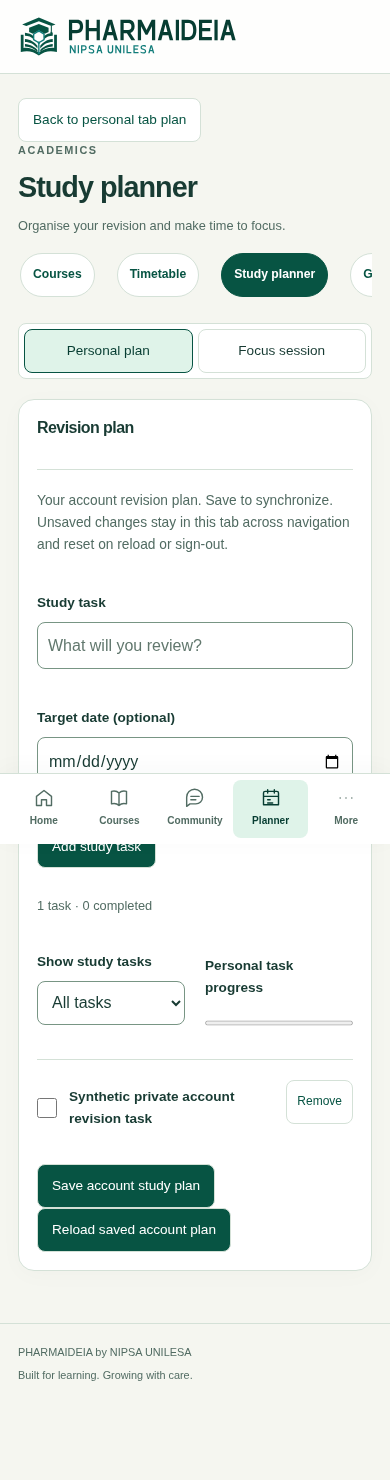 PHARMAIDEIA
NIPSA UNILESA
Back to personal tab plan
ACADEMICS
Study planner
Organise your revision and make time to focus.
Courses
Timetable
Study planner
G
Personal plan
Focus session
Revision plan
Your account revision plan. Save to synchronize.
Unsaved changes stay in this tab across navigation
and reset on reload or sign-out.
Study task
What will you review?
Target date (optional)
mm/dd/yyyy
Home
Courses
Community
Planner
More
Add study task
1 task · 0 completed
Show study tasks
All tasks
Personal task
progress
Synthetic private account
revision task
Remove
Save account study plan
Reload saved account plan
PHARMAIDEIA by NIPSA UNILESA
Built for learning. Growing with care.